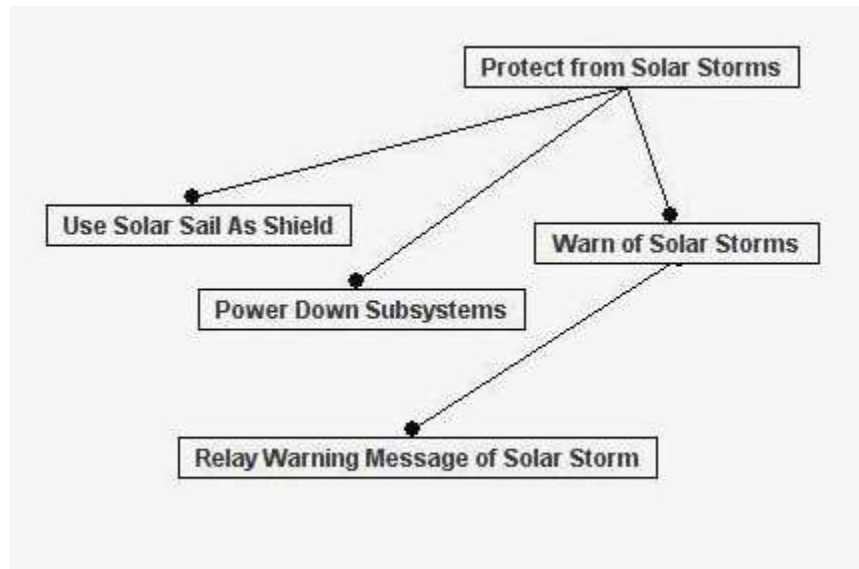 Protect from Solar Storms
Use Solar Sail As Shield
Warn of Solar Storms
Power Down Subsystems
Relay Warning Message of Solar Storm